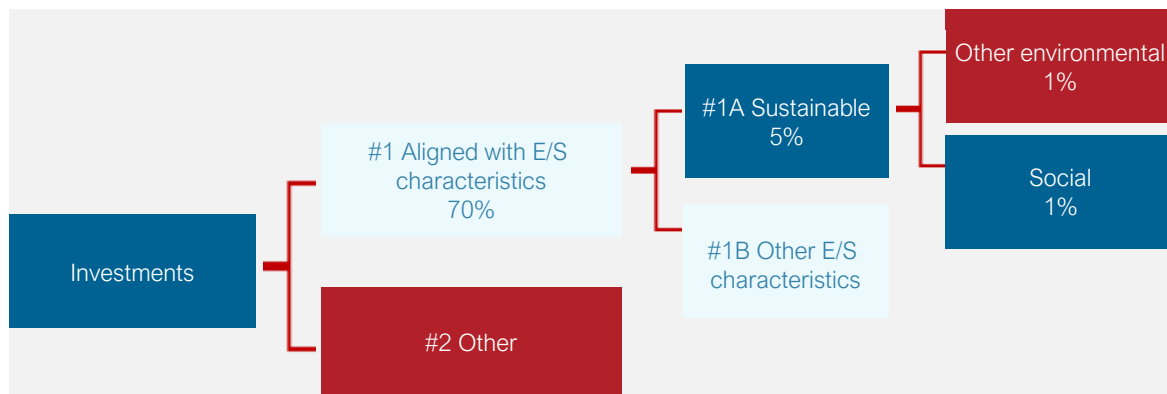 Investments
#1 Aligned with E/S
characteristics
70%
#2 Other
#1A Sustainable
5%
#1B Other E/S
characteristics
Other environmental
1%
Social
1%